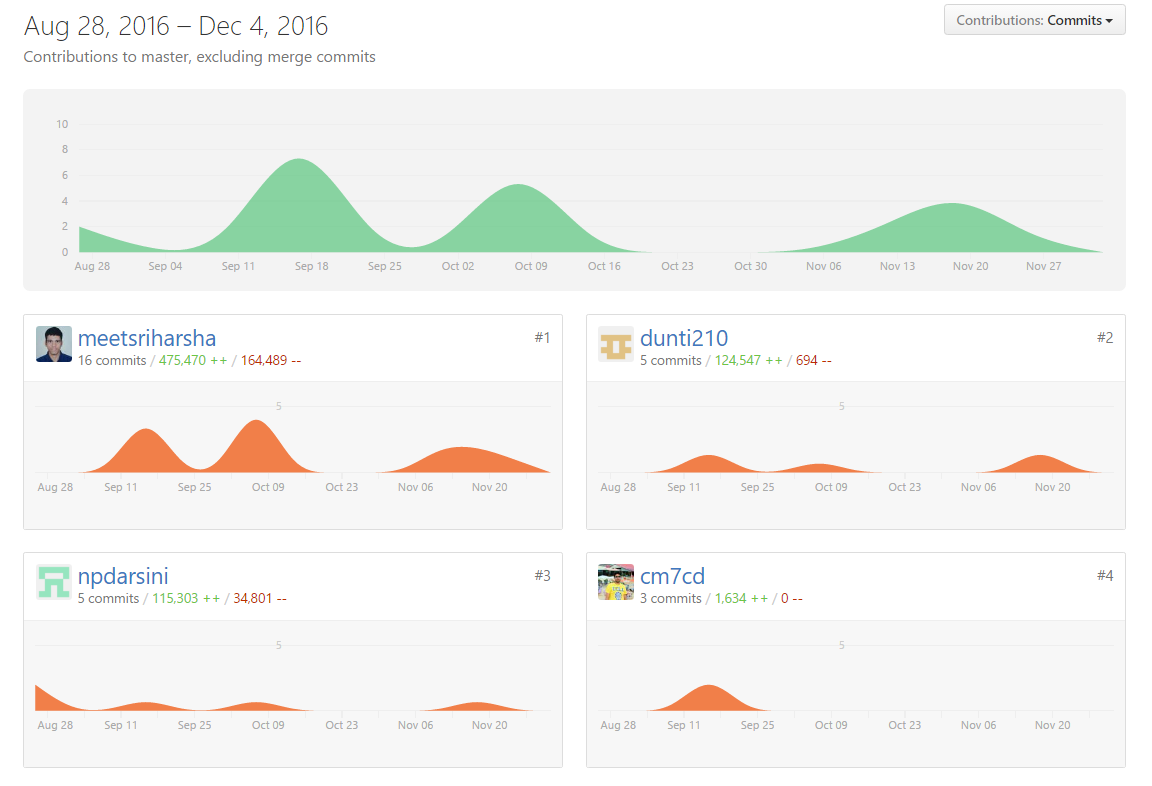 Aug 28, 2016 – Dec 4, 2016
Contributions: Commits
Contributions to master, excluding merge commits
10
8
6
4
2
0
Aug 28 Sep 04 Sep 11 Sep 18 Sep 25 Oct 02 Oct 09 Oct 16 Oct 23 Oct 30 Nov 06 Nov 13 Nov 20 Nov 27
meetsriharsha #1
16 commits / 475,470 ++ / 164,489 --
5
Aug 28 Sep 11 Sep 25 Oct 09 Oct 23 Nov 06 Nov 20
dunti210 #2
5 commits / 124,547 ++ / 694 --
5
Aug 28 Sep 11 Sep 25 Oct 09 Oct 23 Nov 06 Nov 20
npdarsini #3
5 commits / 115,303 ++ / 34,801 --
5
Aug 28 Sep 11 Sep 25 Oct 09 Oct 23 Nov 06 Nov 20
cm7cd #4
3 commits / 1,634 ++ / 0 --
5
Aug 28 Sep 11 Sep 25 Oct 09 Oct 23 Nov 06 Nov 20